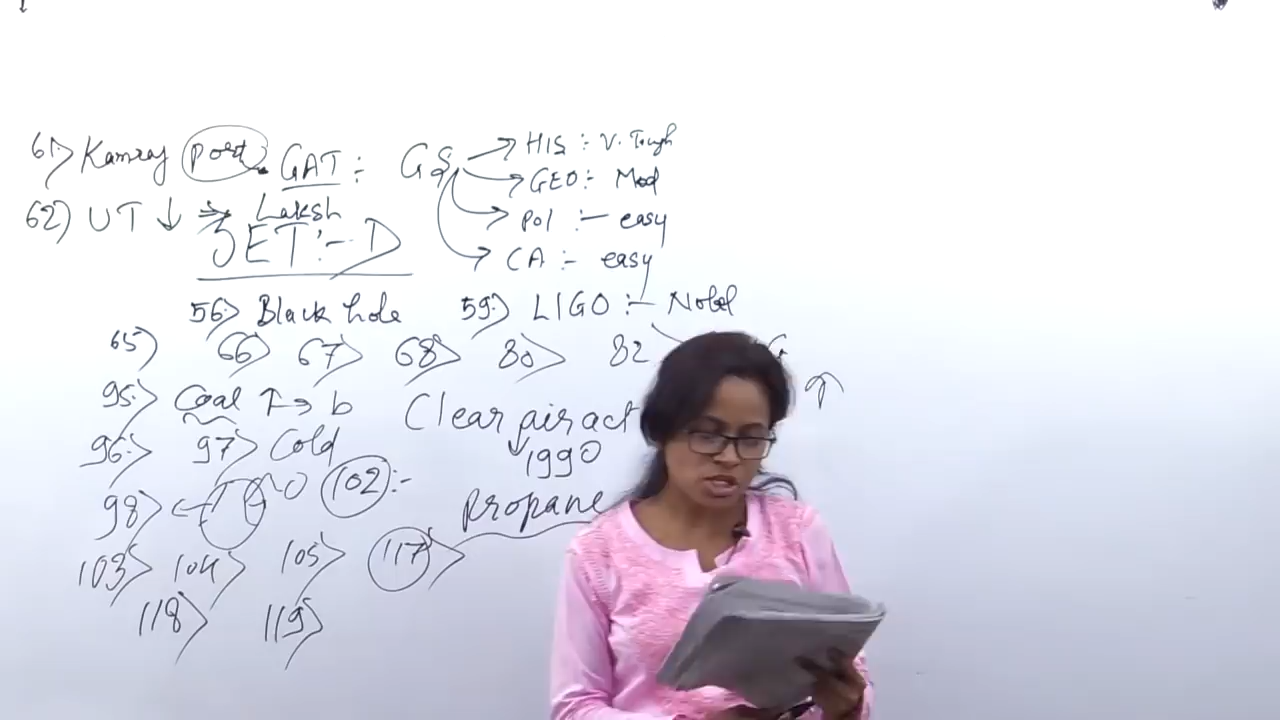 61> Kamraj port. GAT : GS → HIS :- V. Tough
→ GEO :- Mod
62) UT ↓ ⇒ Laksh → Pol :- easy
SET :- D → CA :- easy
56:> Black hole 59:> LIGO :- Nobel
65) 66> 67> 68> 80> 82
95:> Coal ↑→ b Clear air act
96:> 97> Cold 1990
98> 102:- propane
103> 104> 105> 117>
118> 119>